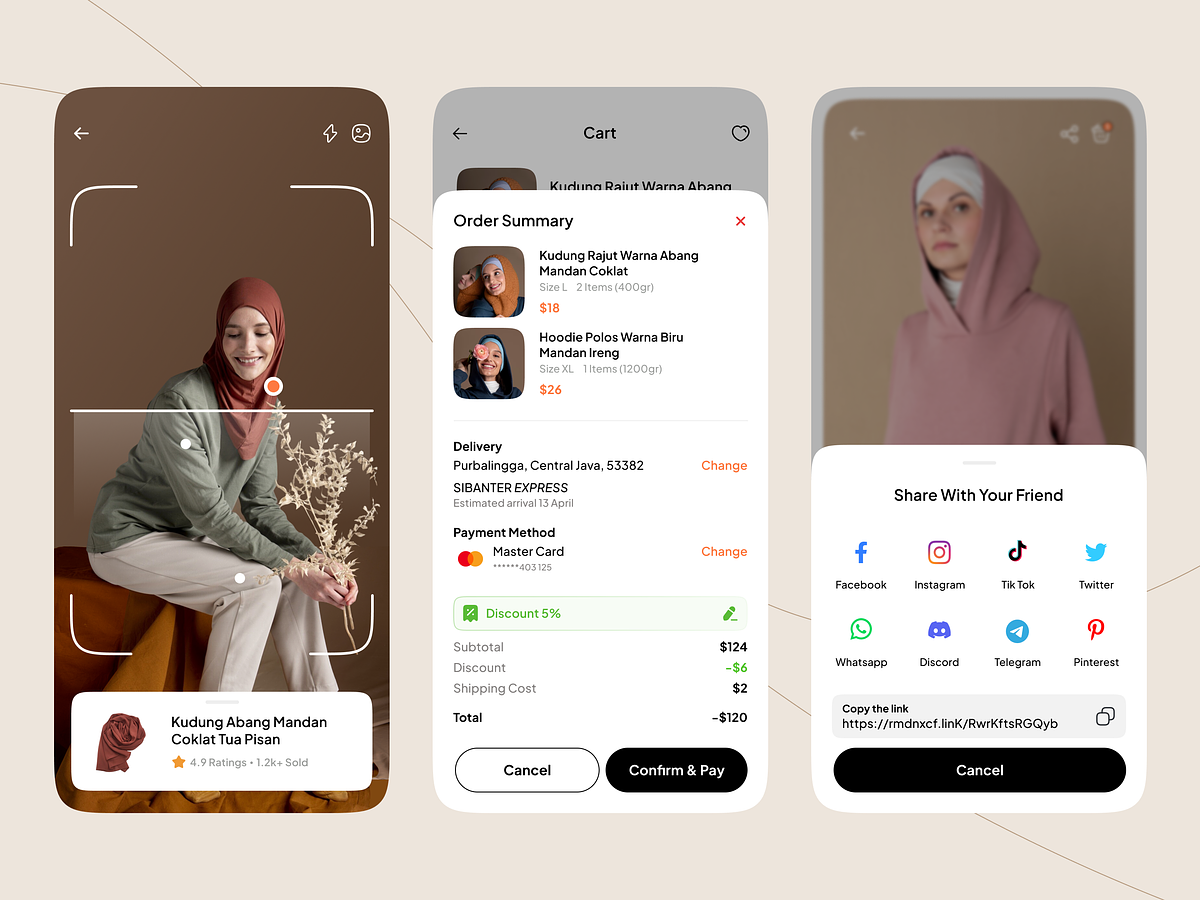 Kudung Abang Mandan
Coklat Tua Pisan
4.9 Ratings • 1.2k+ Sold
Cart
Kudung Rajut Warna Abang
Order Summary
Kudung Rajut Warna Abang
Mandan Coklat
Size L 2 Items (400gr)
$18
Hoodie Polos Warna Biru
Mandan Ireng
Size XL 1 Items (1200gr)
$26
Delivery
Purbalingga, Central Java, 53382 Change
SIBANTER EXPRESS
Estimated arrival 13 April
Payment Method
Master Card Change
******403 125
Discount 5%
Subtotal $124
Discount -$6
Shipping Cost $2
Total -$120
Cancel Confirm & Pay
Share With Your Friend
Facebook Instagram Tik Tok Twitter
Whatsapp Discord Telegram Pinterest
Copy the link
https://rmdnxcf.linK/RwrKftsRGQyb
Cancel